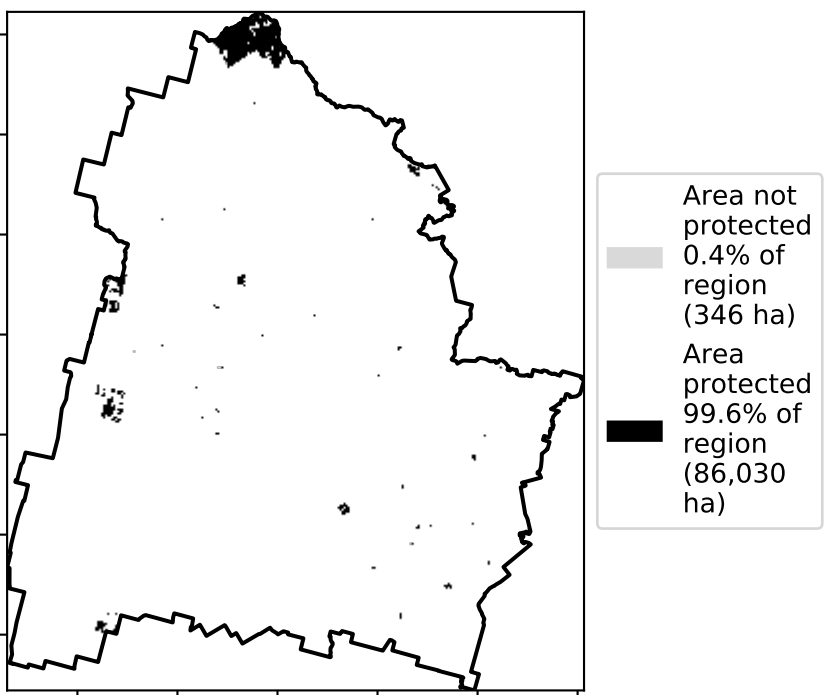 Area not
protected
0.4% of
region
(346 ha)
Area
protected
99.6% of
region
(86,030
ha)